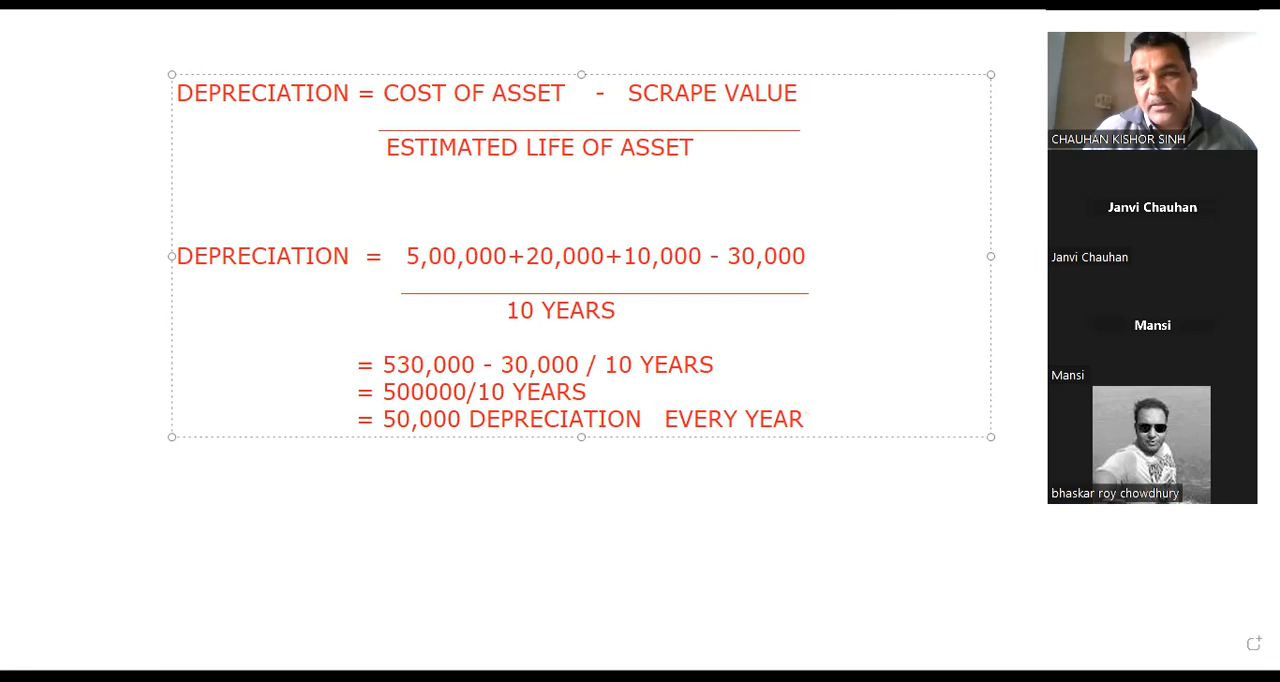 DEPRECIATION = COST OF ASSET - SCRAPE VALUE
ESTIMATED LIFE OF ASSET
DEPRECIATION = 5,00,000+20,000+10,000 - 30,000
10 YEARS
= 530,000 - 30,000 / 10 YEARS
= 500000/10 YEARS
= 50,000 DEPRECIATION EVERY YEAR
CHAUHAN KISHOR SINH
Janvi Chauhan
Janvi Chauhan
Mansi
Mansi
bhaskar roy chowdhury